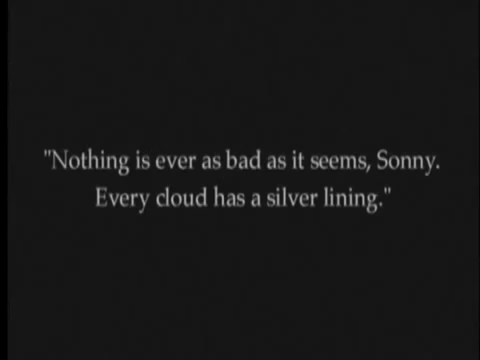 "Nothing is ever as bad as it seems, Sonny.
Every cloud has a silver lining."